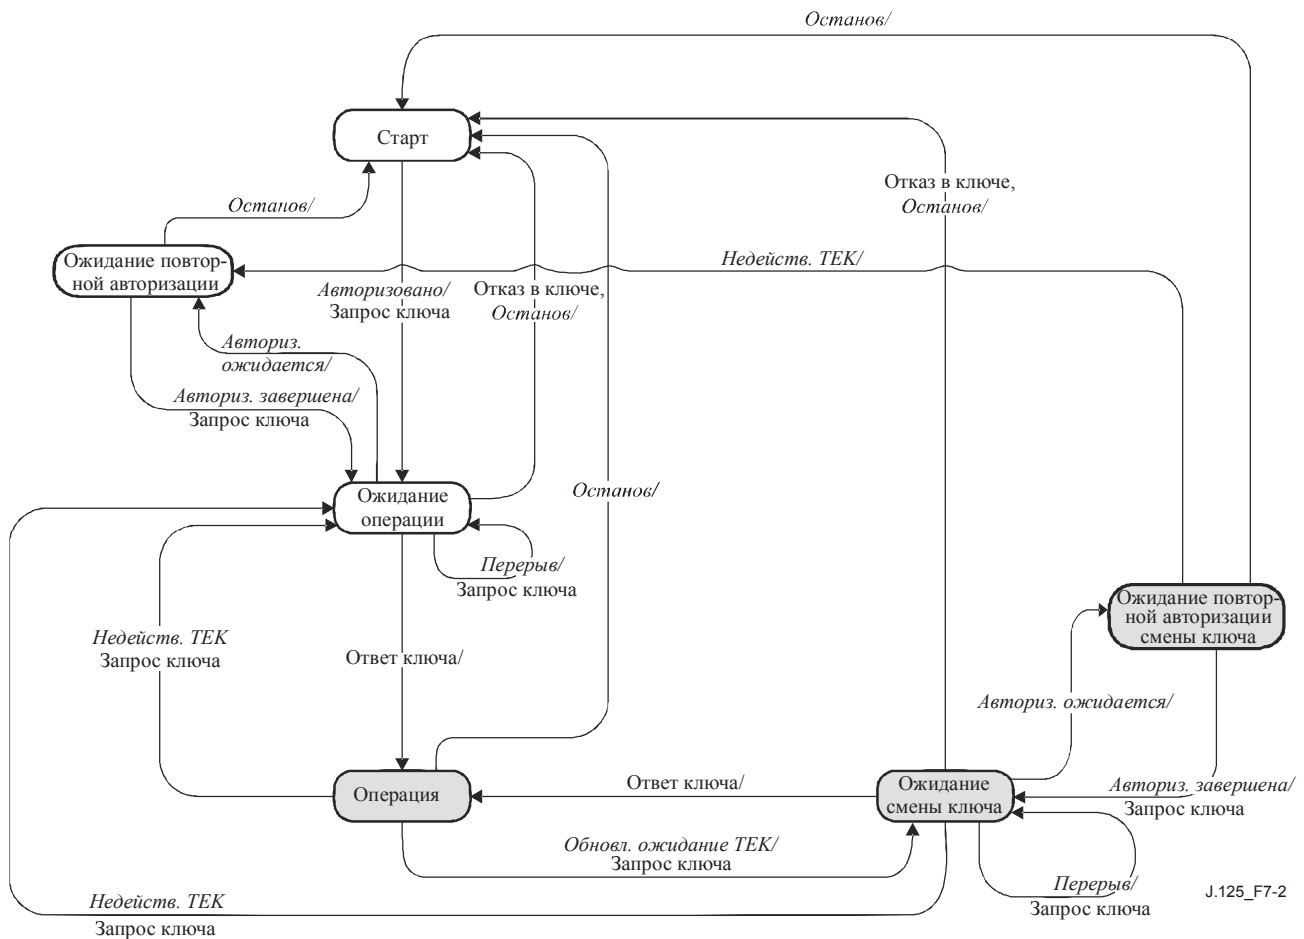 Останов/
Старт
Отказ в ключе,
Останов/
Останов/
Ожидание повтор-
ной авторизации
Недейств. TEK/
Авторизовано/
Запрос ключа
Отказ в ключе,
Останов/
Авториз.
ожидается/
Авториз. завершена/
Запрос ключа
Ожидание
операции
Останов/
Перерыв/
Запрос ключа
Ожидание повтор-
ной авторизации
смены ключа
Недейств. TEK
Запрос ключа
Ответ ключа/
Авториз. ожидается/
Операция
Ответ ключа/
Ожидание
смены ключа
Авториз. завершена/
Запрос ключа
Обновл. ожидание TEK/
Запрос ключа
Перерыв/
Запрос ключа
J.125_F7-2
Недейств. TEK
Запрос ключа